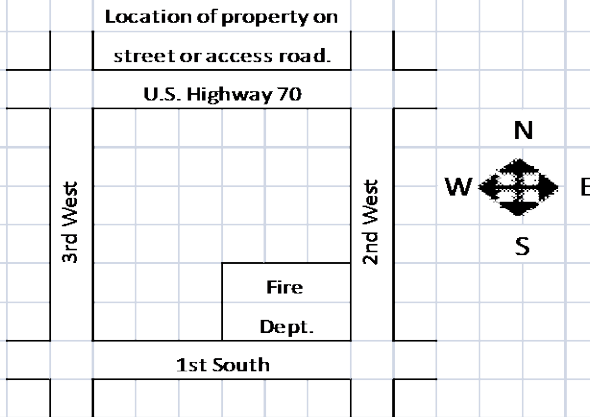 Location of property on
street or access road.
U.S. Highway 70
N
W
E
S
3rd West
2nd West
Fire
Dept.
1st South